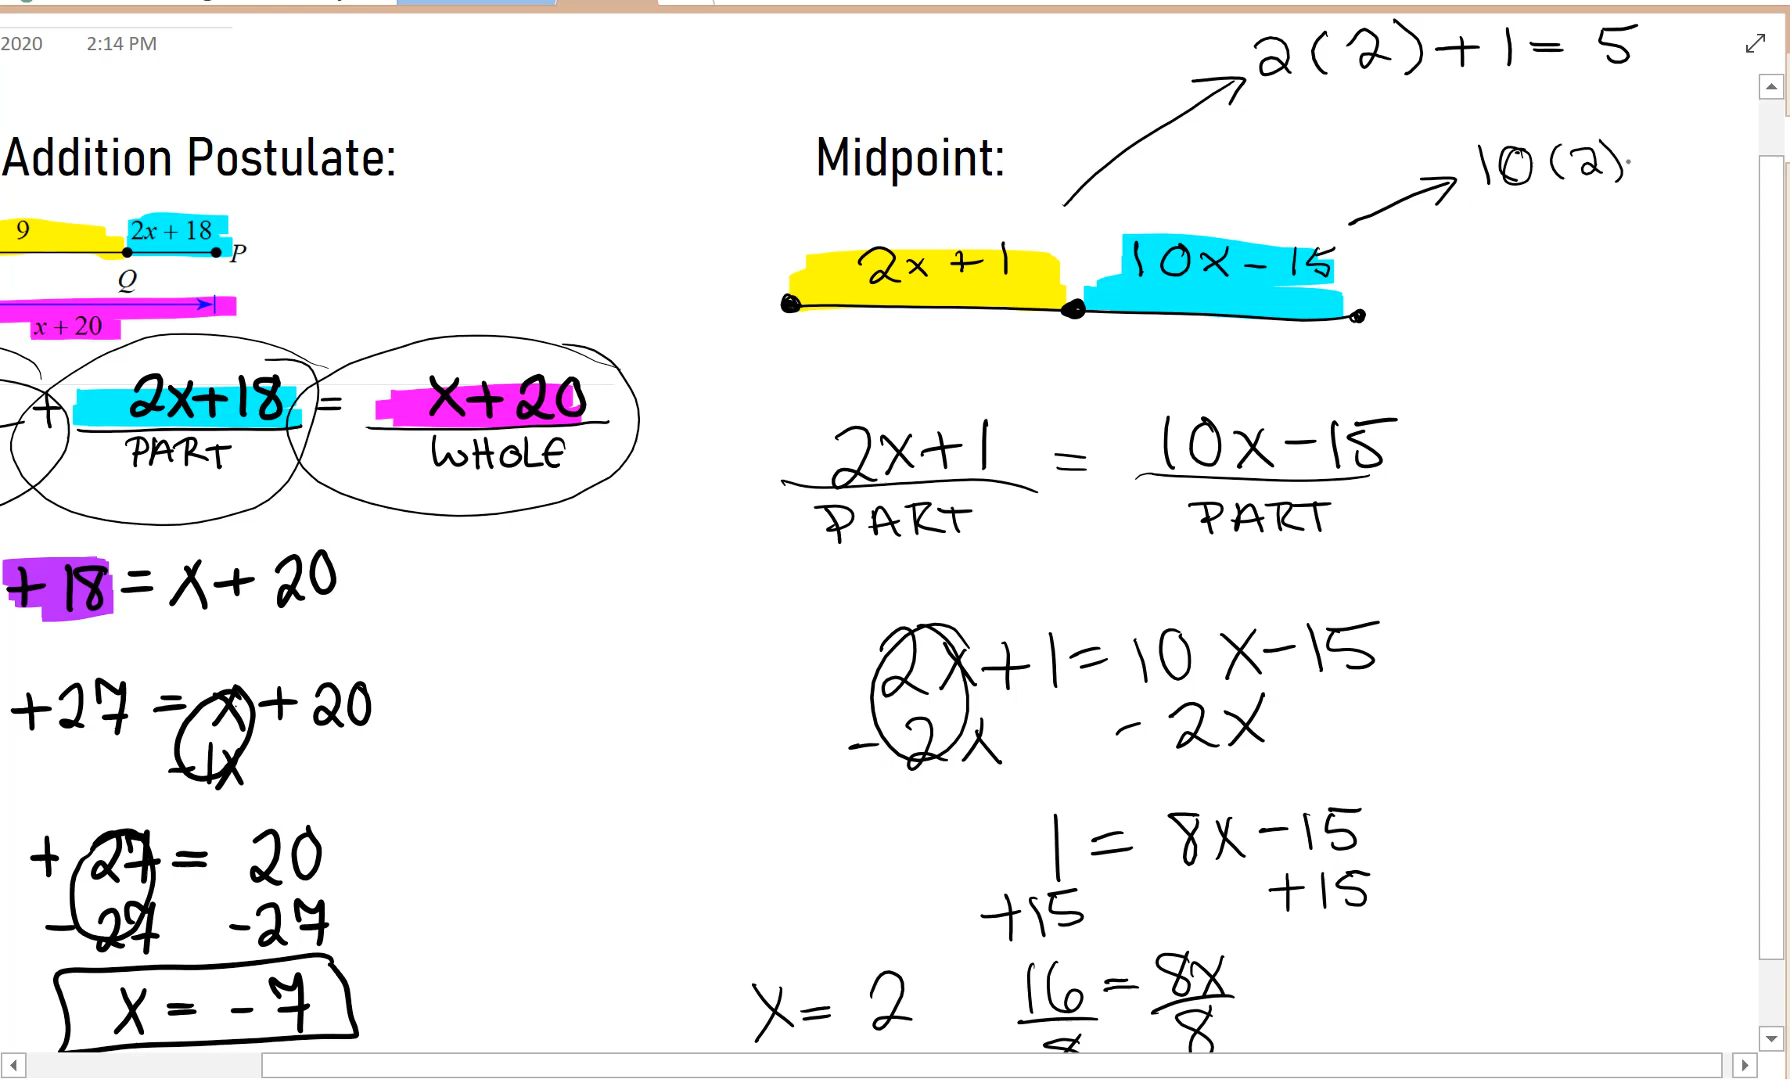 2020 2:14 PM
Addition Postulate:
9
2x + 18
P
Q
x + 20
+ 2x+18 = x+20
PART WHOLE
+18 = x + 20
+27 = x + 20
-1x
+ 27 = 20
- 27 -27
x = -7
2(2)+1= 5
Midpoint:
10(2)
2x+1 10x-15
2x+1 = 10x-15
PART PART
2x+1=10x-15
-2x -2x
1 = 8x-15
+15 +15
x = 2 16 = 8x
8 8